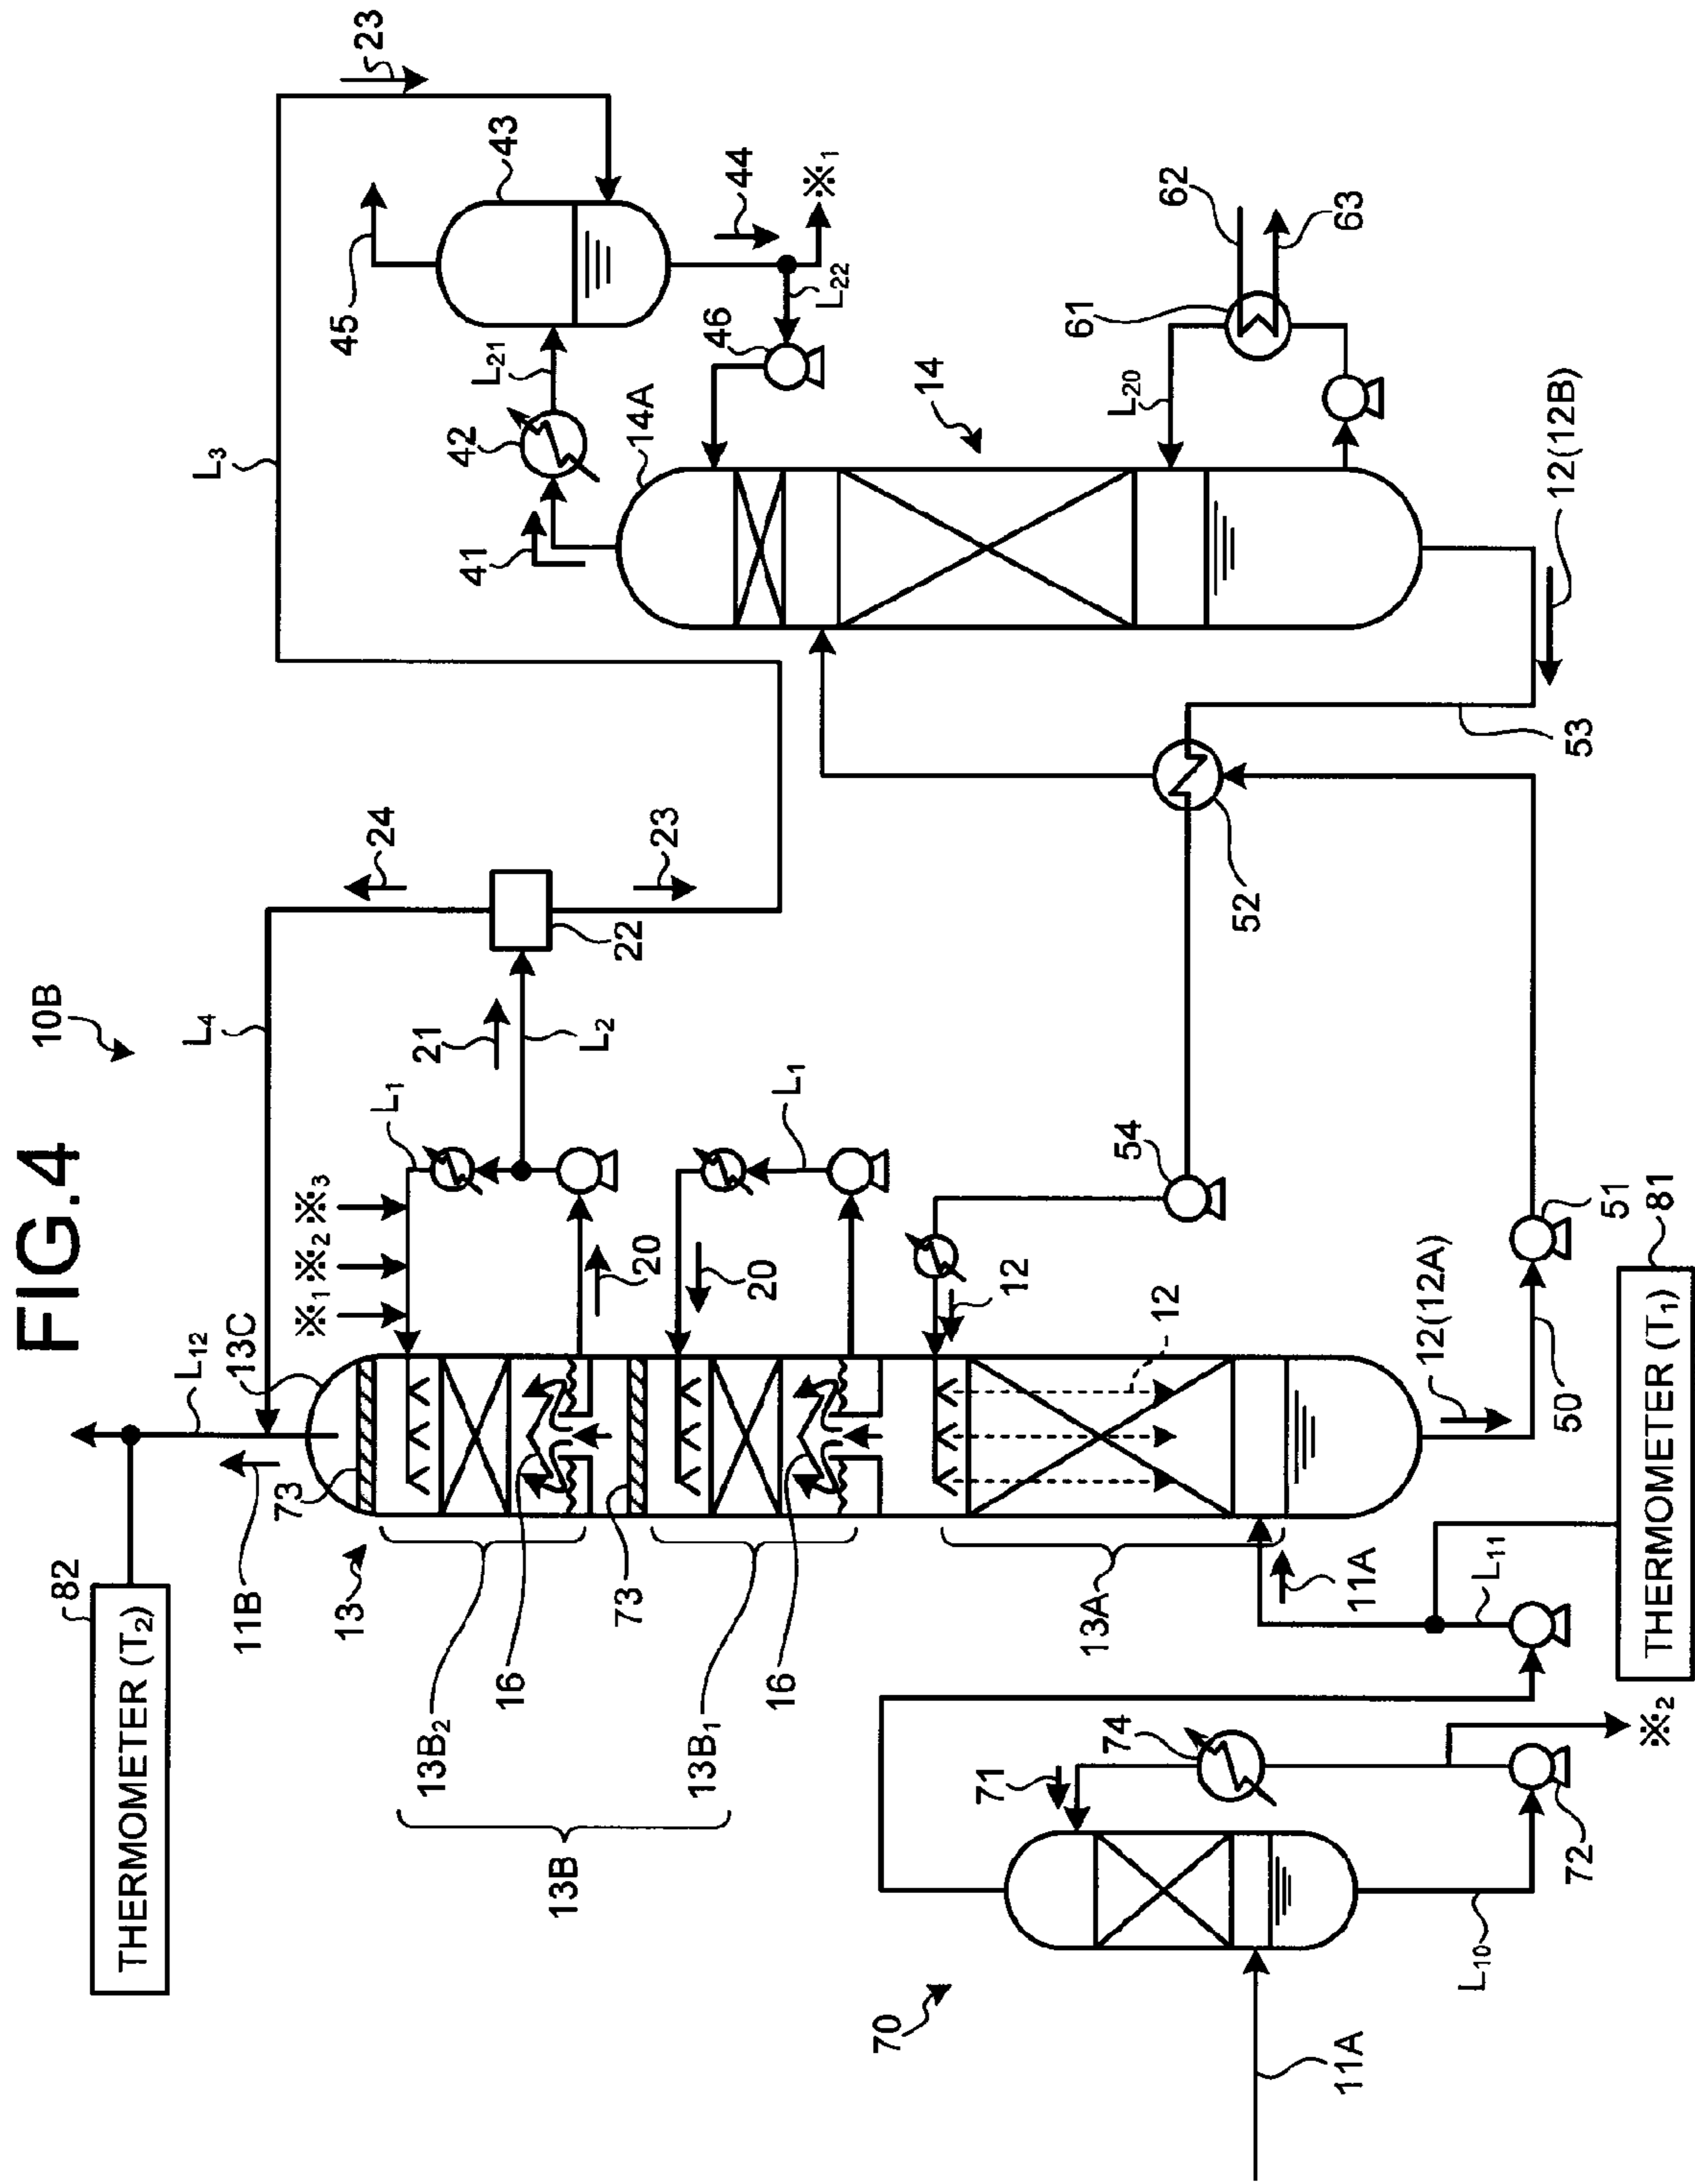 FIG.4
10B
THERMOMETER (T₂)
82
L₁₂
13C
※₁ ※₂ ※₃
L₁
L₄
24
L₃
23
45
43
11B
73
21
22
23
41
42
L₂₁
44
※₁
L₂₂
46
13
13B₂
16
20
L₂
14A
73
20
L₁
14
13B
13B₁
16
12
54
L₂₀
61
62
63
70
71
74
13A
12
52
11A
11A
L₁₁
12(12A)
50
51
53
12(12B)
L₁₀
72
※₂
THERMOMETER (T₁)
81